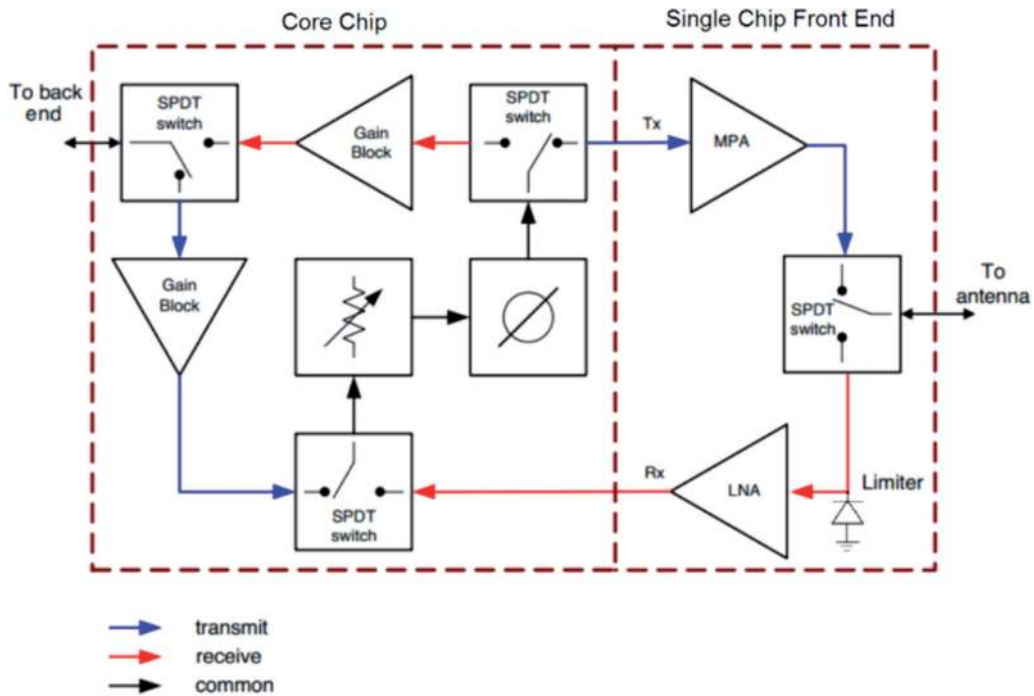 Core Chip
Single Chip Front End
To back
end
SPDT
switch
Gain
Block
SPDT
switch
Tx
MPA
Gain
Block
To
antenna
SPDT
switch
SPDT
switch
Rx
LNA
Limiter
transmit
receive
common